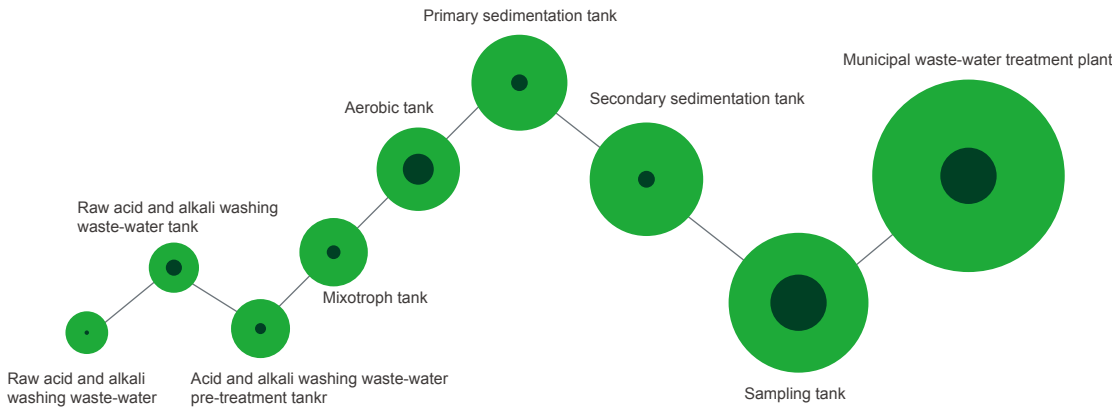 Primary sedimentation tank
Municipal waste-water treatment plant
Aerobic tank
Secondary sedimentation tank
Raw acid and alkali washing
waste-water tank
Mixotroph tank
Raw acid and alkali
washing waste-water
Acid and alkali washing waste-water
pre-treatment tankr
Sampling tank